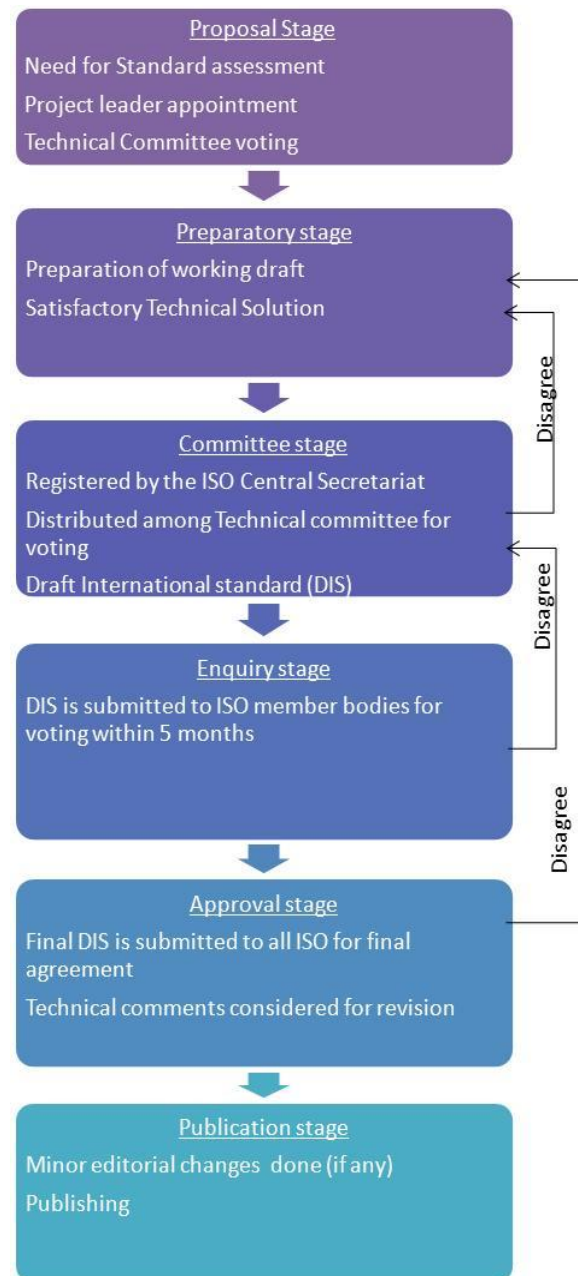 Proposal Stage
Need for Standard assessment
Project leader appointment
Technical Committee voting
Preparatory stage
Preparation of working draft
Satisfactory Technical Solution
Disagree
Committee stage
Registered by the ISO Central Secretariat
Distributed among Technical committee for
voting
Draft International standard (DIS)
Disagree
Enquiry stage
DIS is submitted to ISO member bodies for
voting within 5 months
Disagree
Approval stage
Final DIS is submitted to all ISO for final
agreement
Technical comments considered for revision
Publication stage
Minor editorial changes done (if any)
Publishing